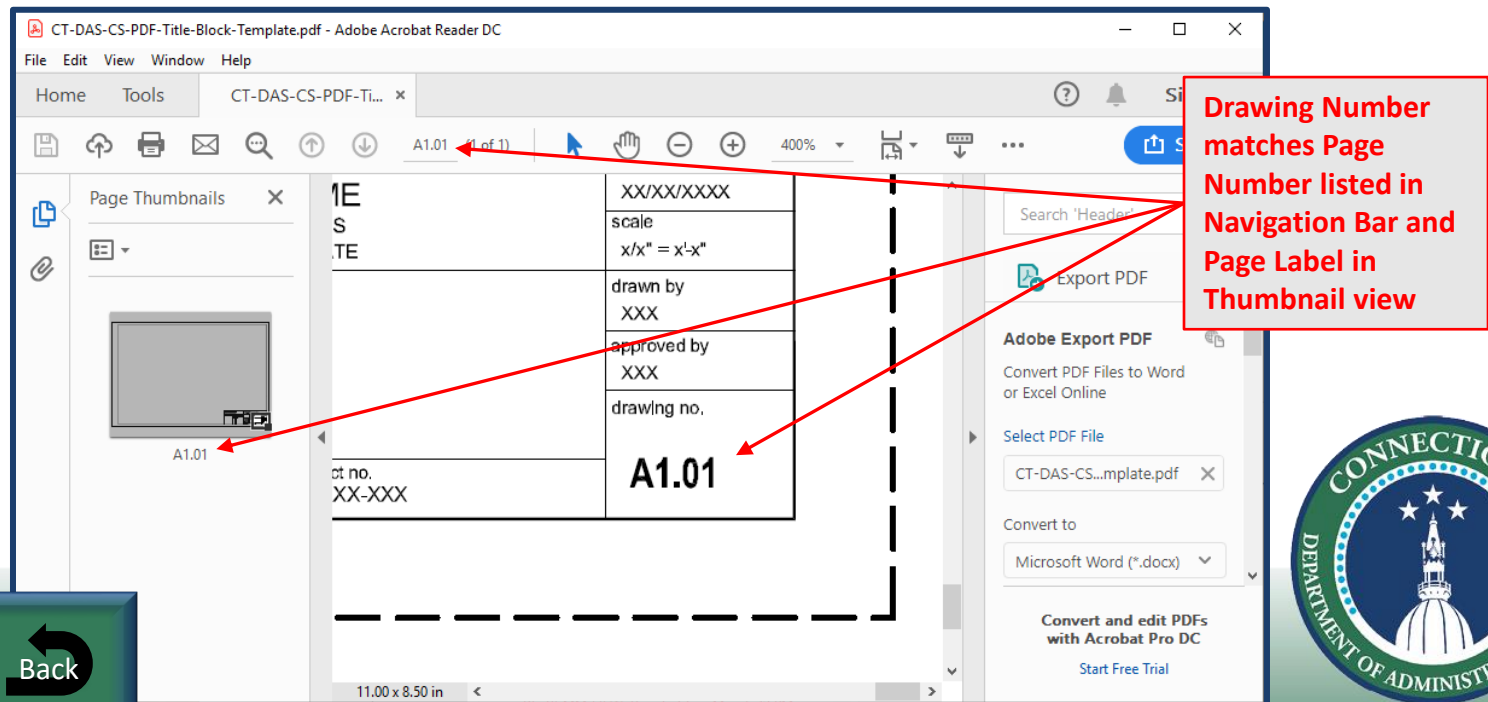 CT-DAS-CS-PDF-Title-Block-Template.pdf - Adobe Acrobat Reader DC
File Edit View Window Help
Home Tools CT-DAS-CS-PDF-Ti... ×
Si
A1.01 (1 of 1) 400% S
Drawing Number
matches Page
Number listed in
Navigation Bar and
Page Label in
Thumbnail view
Page Thumbnails
A1.01
ME
S
TE
ct no.
XX-XXX
XX/XX/XXXX
scale
x/x" = x'-x"
drawn by
XXX
approved by
XXX
drawing no.
A1.01
11.00 x 8.50 in
Search 'Header'
Export PDF
Adobe Export PDF
Convert PDF Files to Word
or Excel Online
Select PDF File
CT-DAS-CS...mplate.pdf
Convert to
Microsoft Word (*.docx)
Convert and edit PDFs
with Acrobat Pro DC
Start Free Trial
Back
CONNECTIC
DEPARTMENT OF ADMINIST